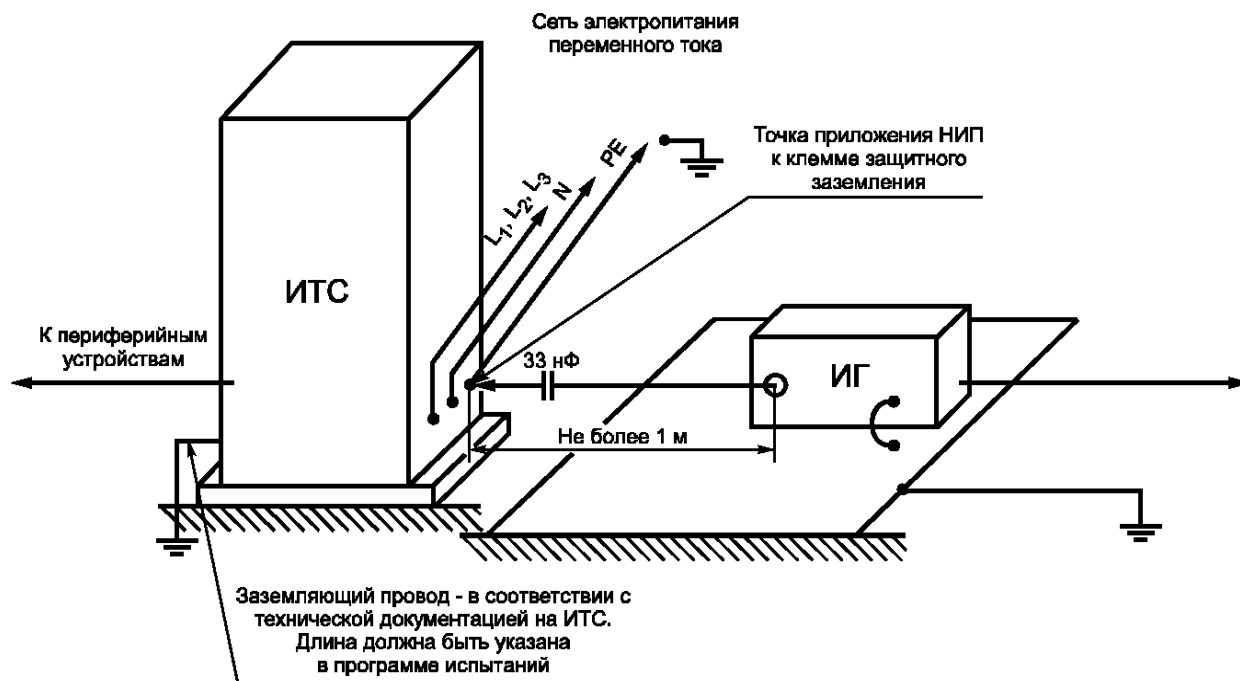 Сеть электропитания
переменного тока
Точка приложения НИП
к клемме защитного
заземления
L1, L2, L3
N
PE
ИТС
К периферийным
устройствам
33 нФ
ИГ
Не более 1 м
Заземляющий провод - в соответствии с
технической документацией на ИТС.
Длина должна быть указана
в программе испытаний